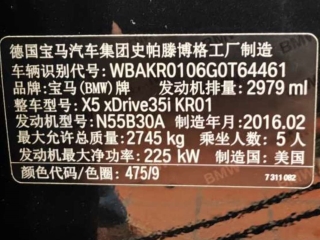 德国宝马汽车集团史帕滕博格工厂制造
车辆识别代号：WBAKR0106G0T64461
品牌：宝马(BMW)牌 发动机排量：2979 ml
整车型号：X5 xDrive35i KR01
发动机型号：N55B30A 制造年月：2016.02
最大允许总质量：2745 kg 乘坐人数：5 人
发动机最大净功率：225 kW 制造国：美国
颜色代码/色圈：475/9
7 311 082